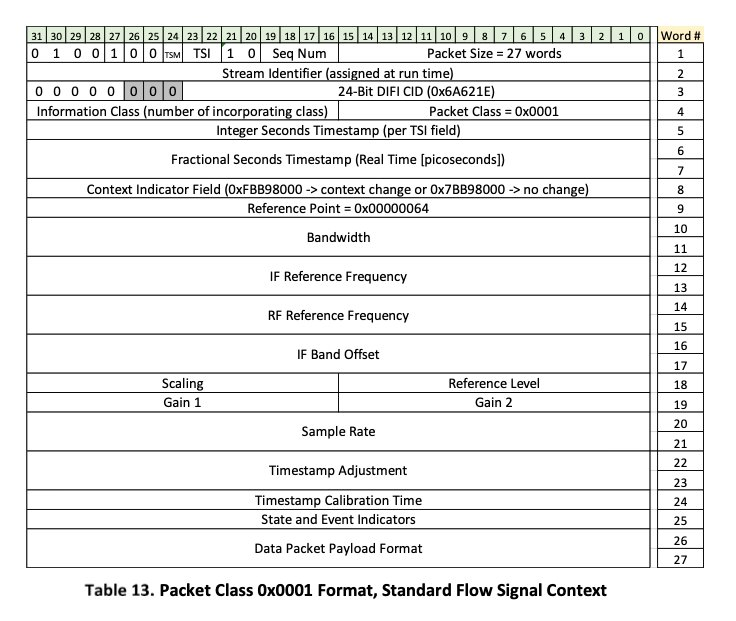 31 30 29 28 27 26 25 24 23 22 21 20 19 18 17 16 15 14 13 12 11 10 9 8 7 6 5 4 3 2 1 0 Word #
0 1 0 0 1 0 0 TSM TSI 1 0 Seq Num Packet Size = 27 words 1
Stream Identifier (assigned at run time) 2
0 0 0 0 0 0 0 0 24-Bit DIFI CID (0x6A621E) 3
Information Class (number of incorporating class) Packet Class = 0x0001 4
Integer Seconds Timestamp (per TSI field) 5
Fractional Seconds Timestamp (Real Time [picoseconds]) 6
7
Context Indicator Field (0xFBB98000 -> context change or 0x7BB98000 -> no change) 8
Reference Point = 0x00000064 9
Bandwidth 10
11
IF Reference Frequency 12
13
RF Reference Frequency 14
15
IF Band Offset 16
17
Scaling Reference Level 18
Gain 1 Gain 2 19
Sample Rate 20
21
Timestamp Adjustment 22
23
Timestamp Calibration Time 24
State and Event Indicators 25
Data Packet Payload Format 26
27
Table 13. Packet Class 0x0001 Format, Standard Flow Signal Context